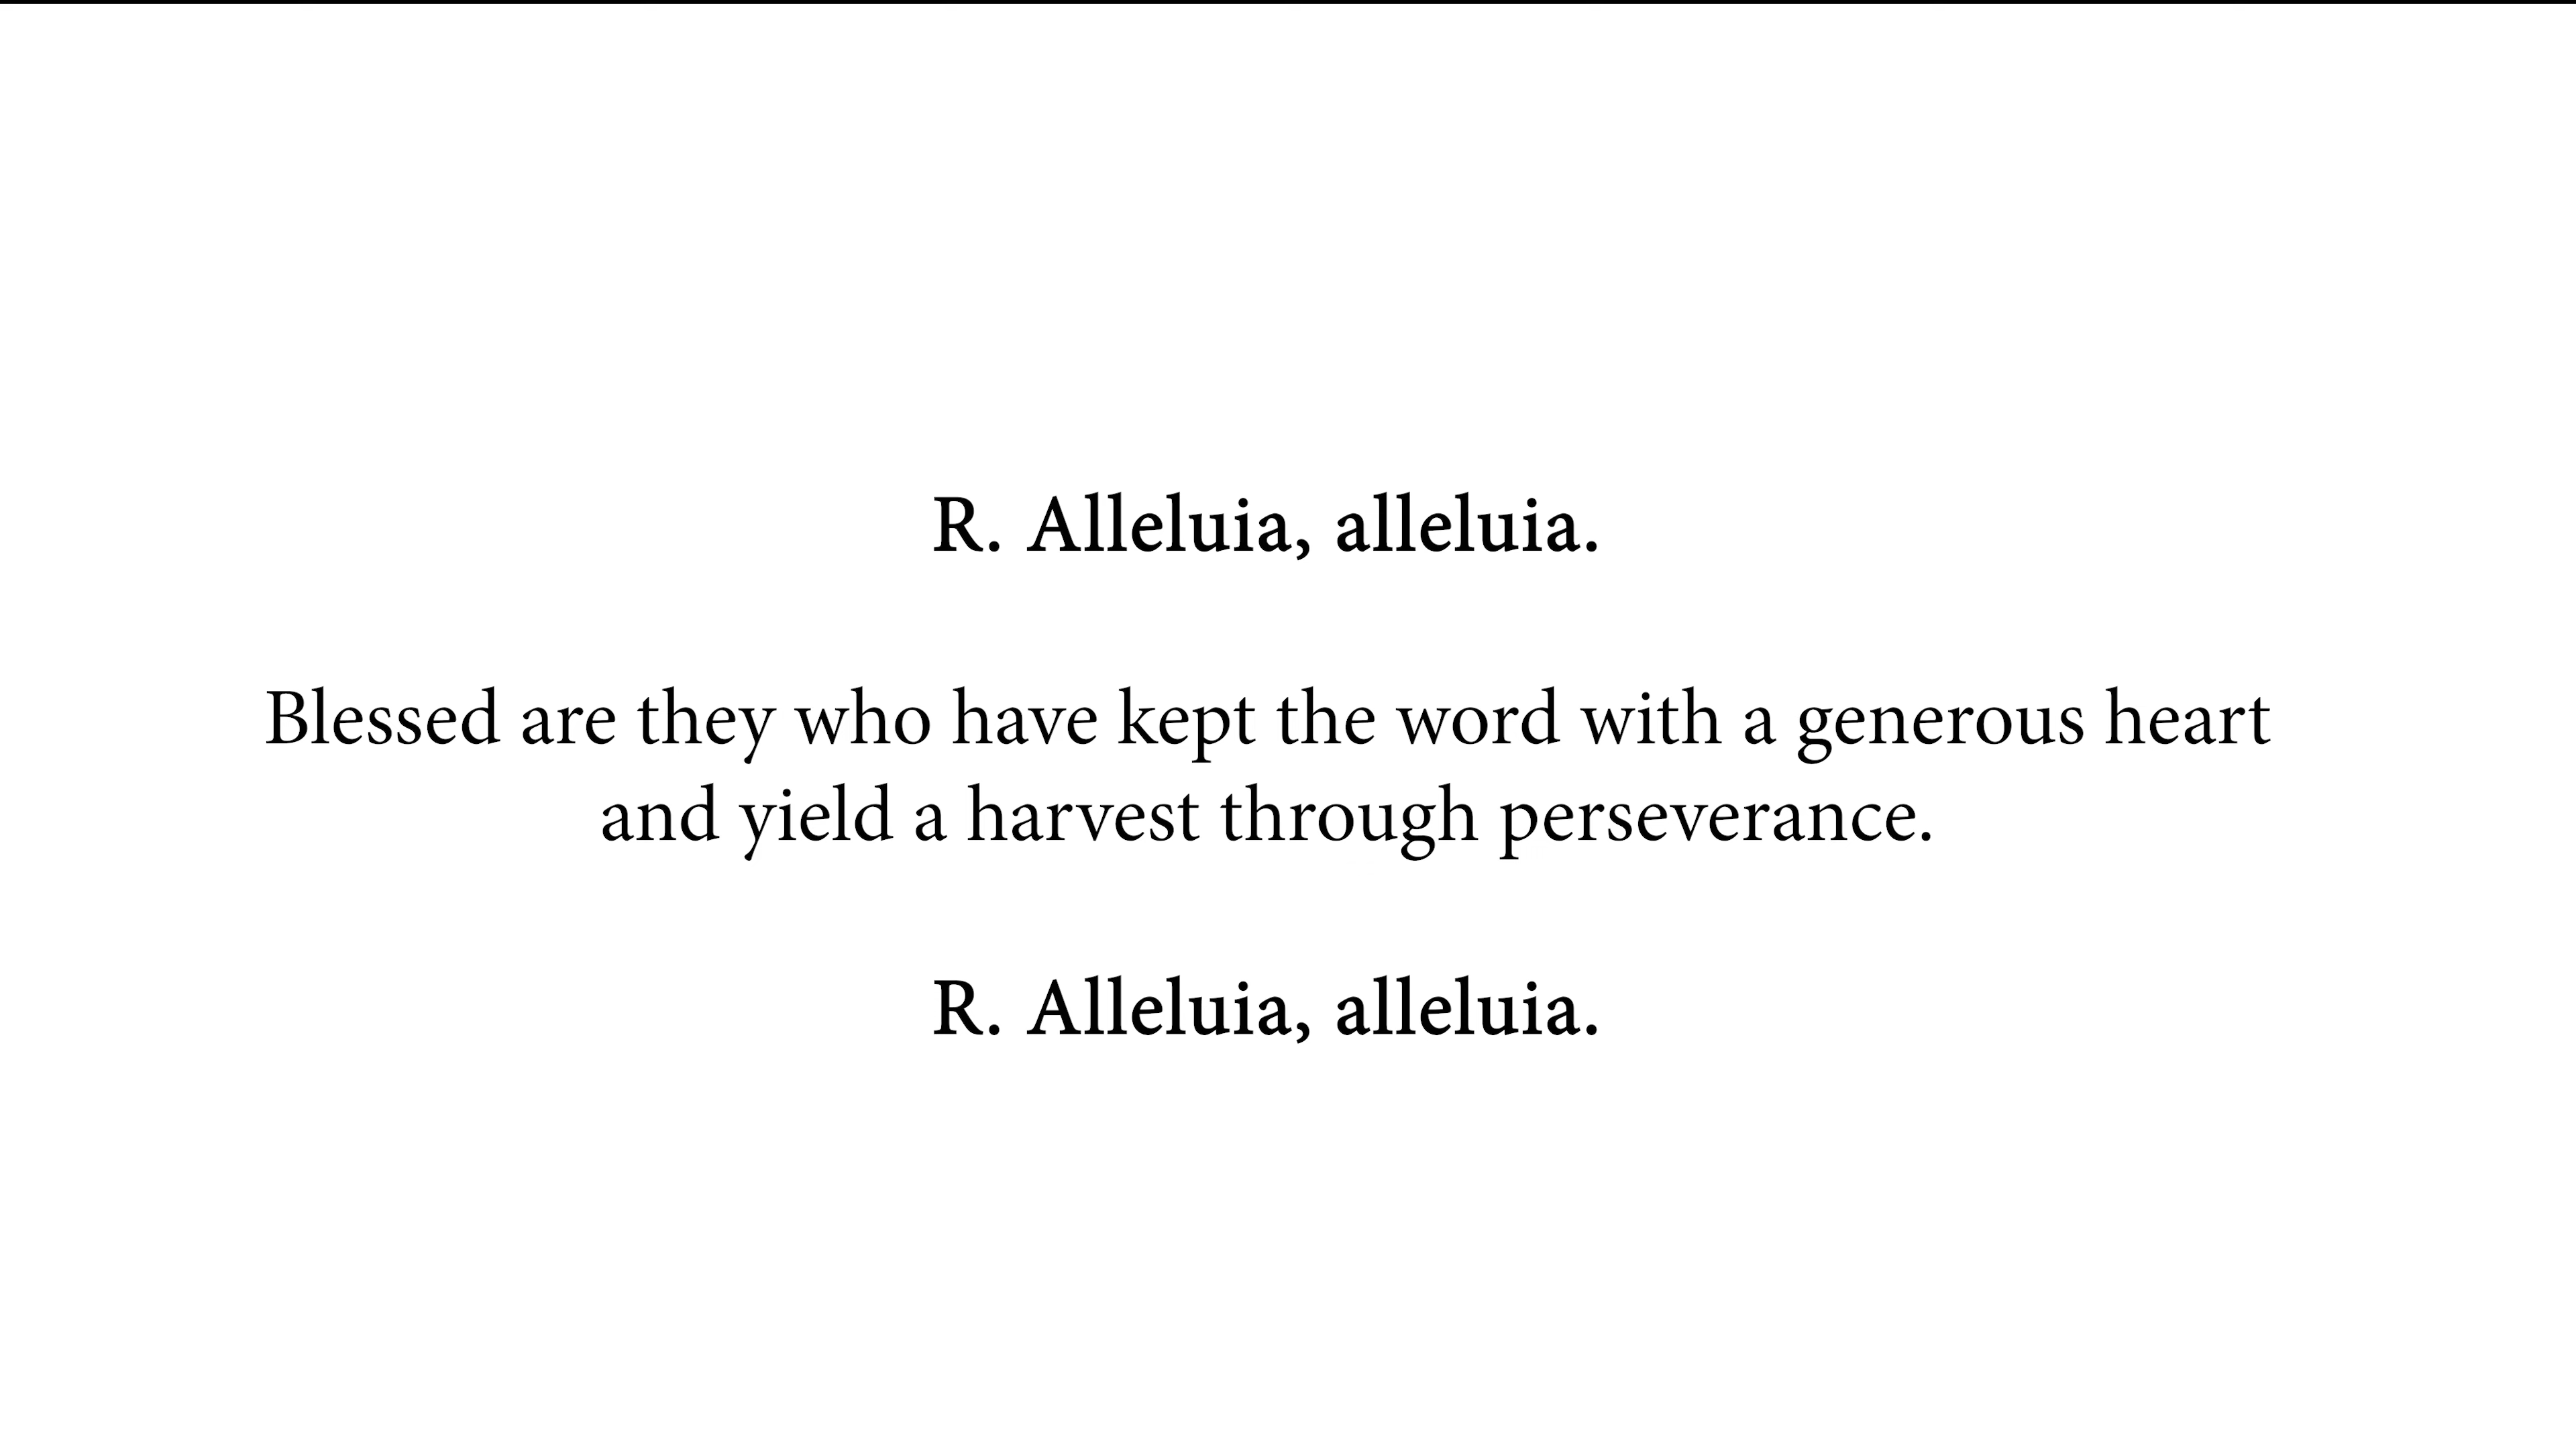 R. Alleluia, alleluia.
Blessed are they who have kept the word with a generous heart
and yield a harvest through perseverance.
R. Alleluia, alleluia.